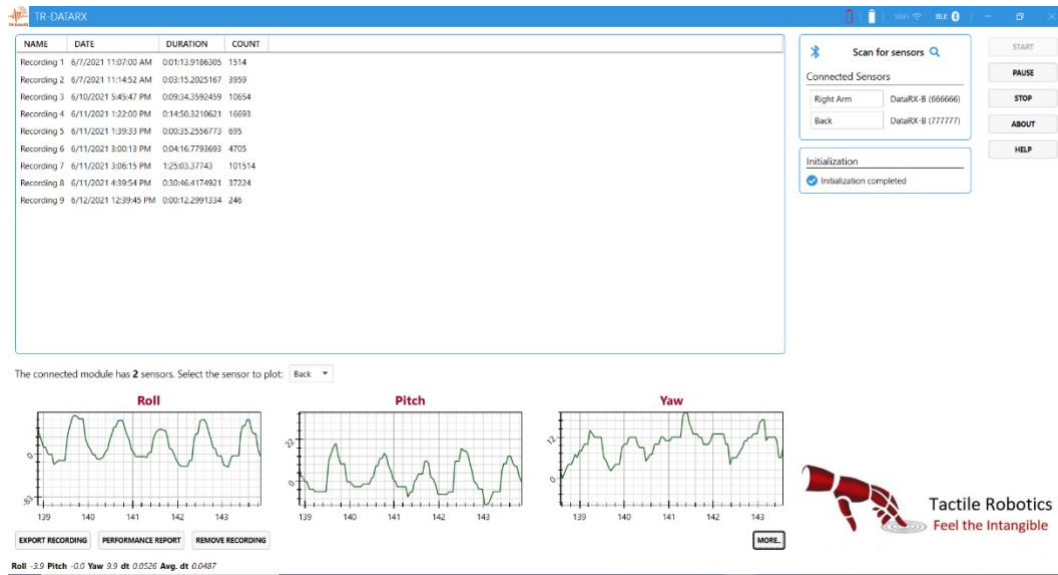 TR-DATARX BLE
NAME DATE DURATION COUNT
Recording 1 6/7/2021 11:07:00 AM 0:01:13.9186305 1514
Recording 2 6/7/2021 11:14:52 AM 0:03:15.2025167 3959
Recording 3 6/10/2021 5:45:47 PM 0:09:34.3592459 10654
Recording 4 6/11/2021 1:22:00 PM 0:14:50.3210621 16693
Recording 5 6/11/2021 1:39:33 PM 0:00:35.2556773 695
Recording 6 6/11/2021 3:00:13 PM 0:04:16.7793693 4705
Recording 7 6/11/2021 3:06:15 PM 1:25:03.37743 101514
Recording 8 6/11/2021 4:39:54 PM 0:30:46.4174921 37224
Recording 9 6/12/2021 12:39:45 PM 0:00:12.2991334 246
Scan for sensors
Connected Sensors
Right Arm DataRX-B (666666)
Back DataRX-B (777777)
Initialization
Initialization completed
START
PAUSE
STOP
ABOUT
HELP
The connected module has 2 sensors. Select the sensor to plot: Back
Roll
0
-83
139 140 141 142 143
Pitch
22
0
139 140 141 142 143
Yaw
12
0
139 140 141 142 143
EXPORT RECORDING PERFORMANCE REPORT REMOVE RECORDING MORE..
Roll -3.9 Pitch -0.0 Yaw 9.9 dt 0.0526 Avg. dt 0.0487
Tactile Robotics
Feel the Intangible